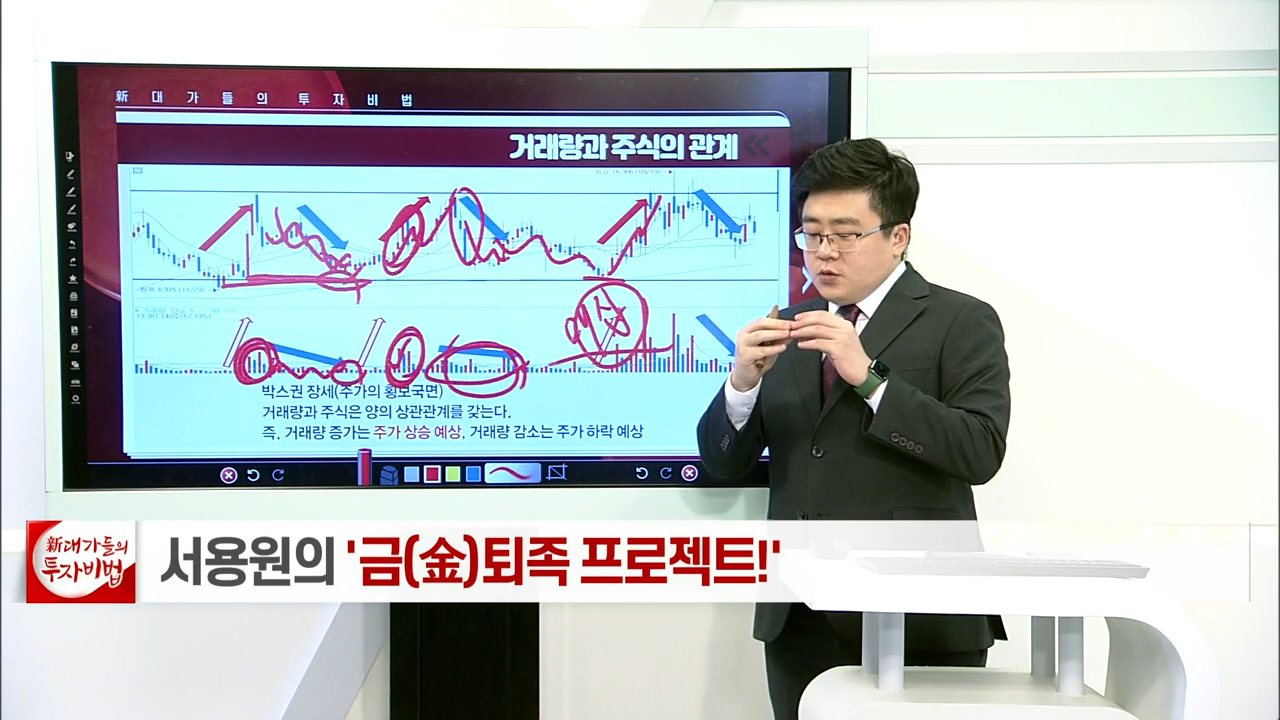 新 대 가 들 의 투 자 비 법
거래량과 주식의 관계
예상
박스권 장세(주가의 횡보국면)
거래량과 주식은 양의 상관관계를 갖는다.
즉, 거래량 증가는 주가 상승 예상, 거래량 감소는 주가 하락 예상
新대가들의
투자비법
서용원의 '금(金)퇴족 프로젝트!'